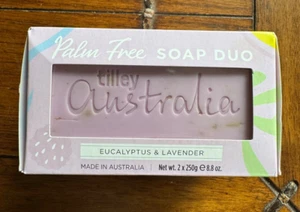 Palm Free SOAP DUO
tilley
australia
EUCALYPTUS & LAVENDER
MADE IN AUSTRALIA Net wt. 2 x 250g ℮ 8.8 oz.